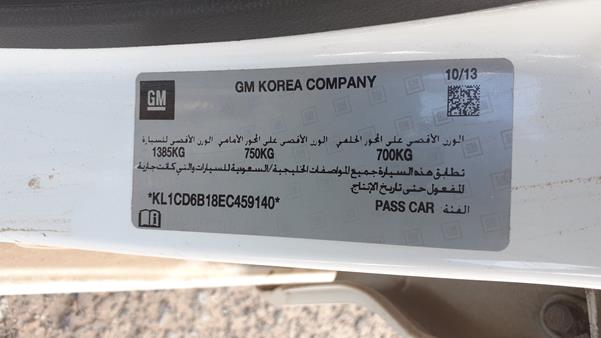 GM
GM KOREA COMPANY
10/13
الوزن الأقصى على المحور الخلفي الوزن الأقصى على المحور الأمامي الوزن الأقصى للسيارة
1385KG 750KG 700KG
تطابق هذه السيارة جميع المواصفات الخليجية/السعودية للسيارات والتي كانت جارية
المفعول حتى تاريخ الإنتاج.
*KL1CD6B18EC459140* PASS CAR الفئة